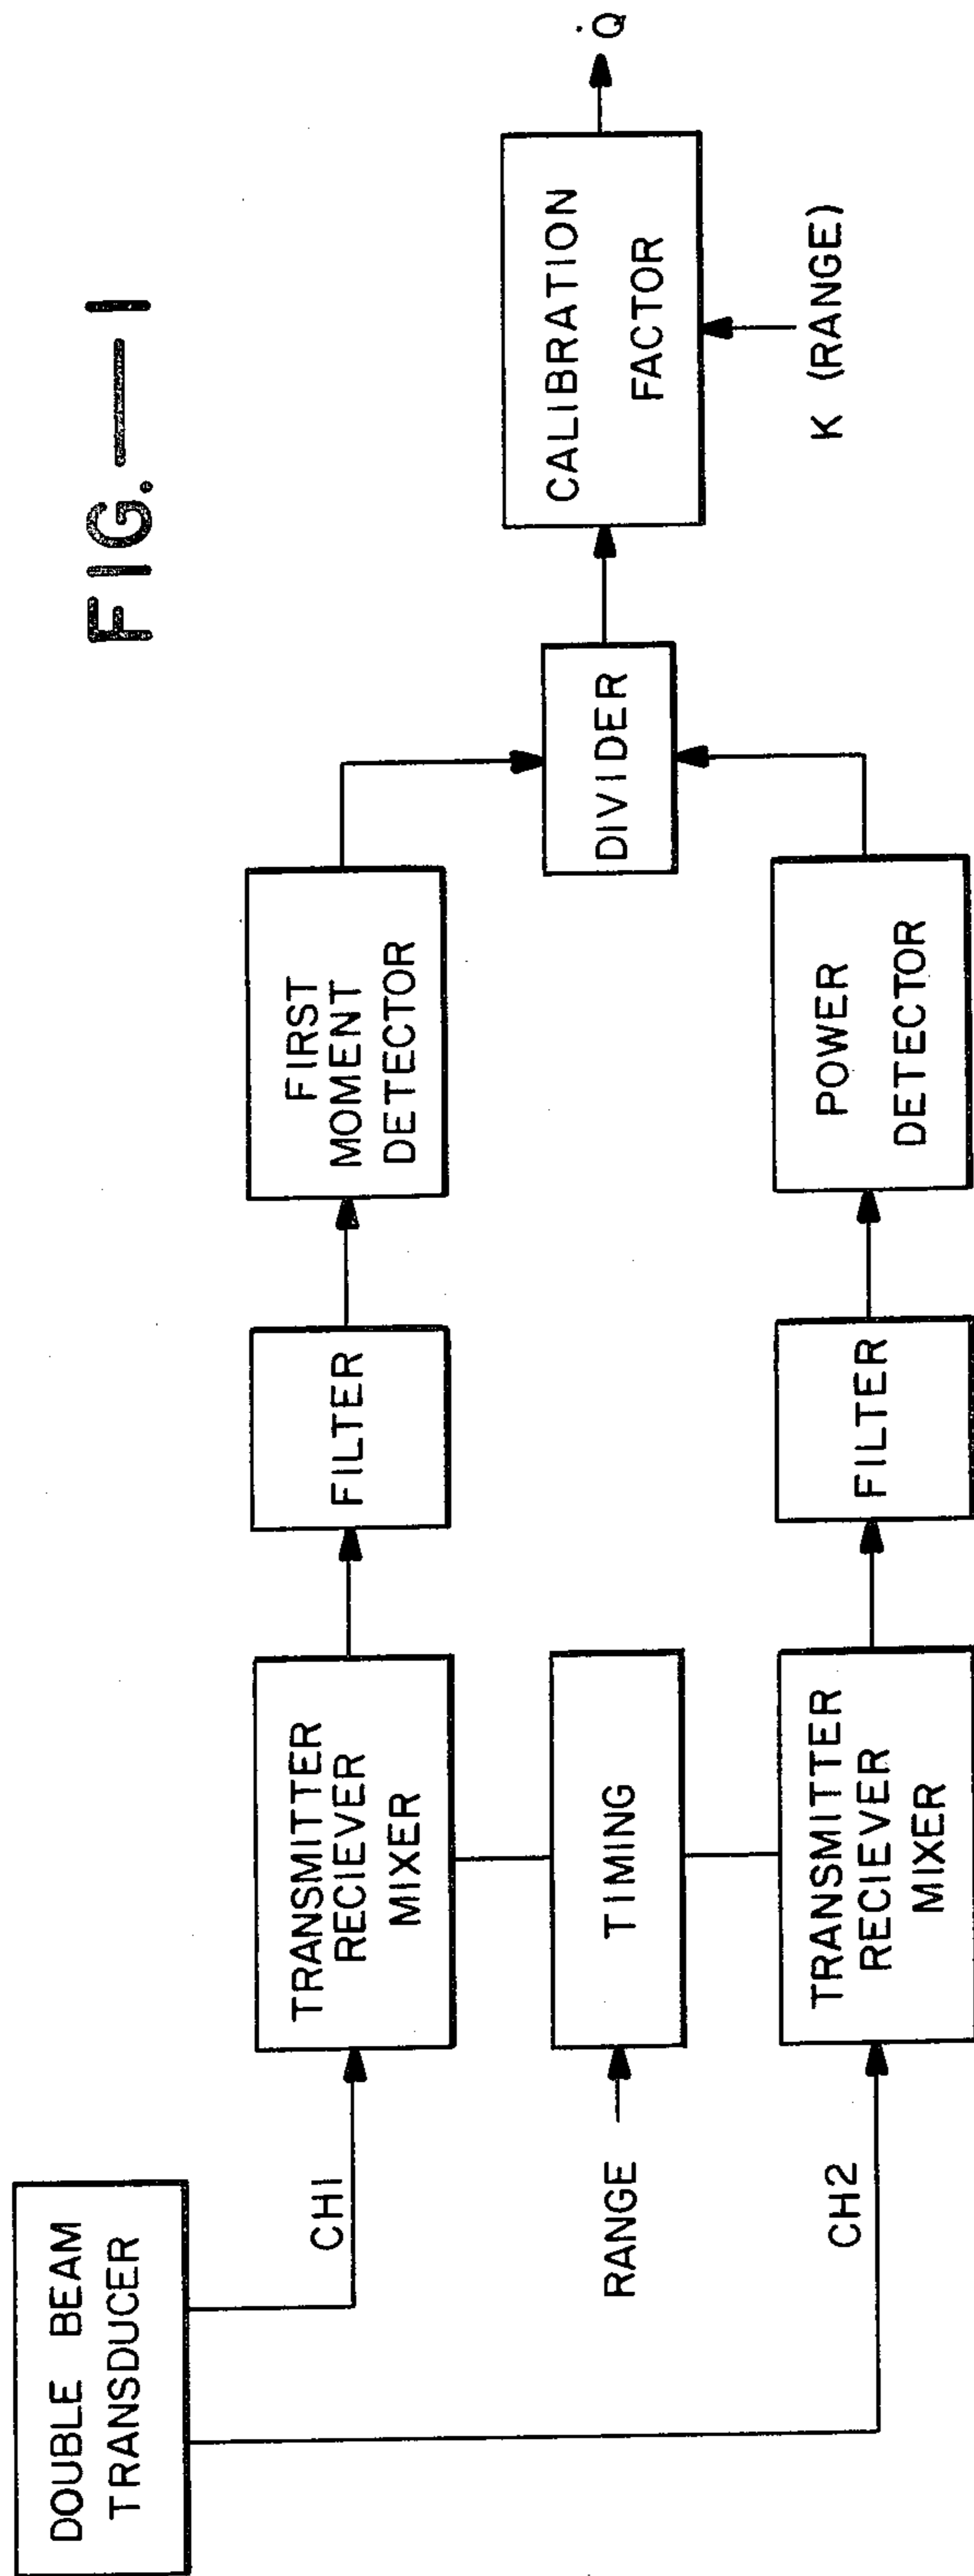 FIG.—1
DOUBLE BEAM
TRANSDUCER
CH1
TRANSMITTER
RECIEVER
MIXER
FILTER
FIRST
MOMENT
DETECTOR
RANGE
TIMING
DIVIDER
CALIBRATION
FACTOR
Q̇
K (RANGE)
CH2
TRANSMITTER
RECIEVER
MIXER
FILTER
POWER
DETECTOR